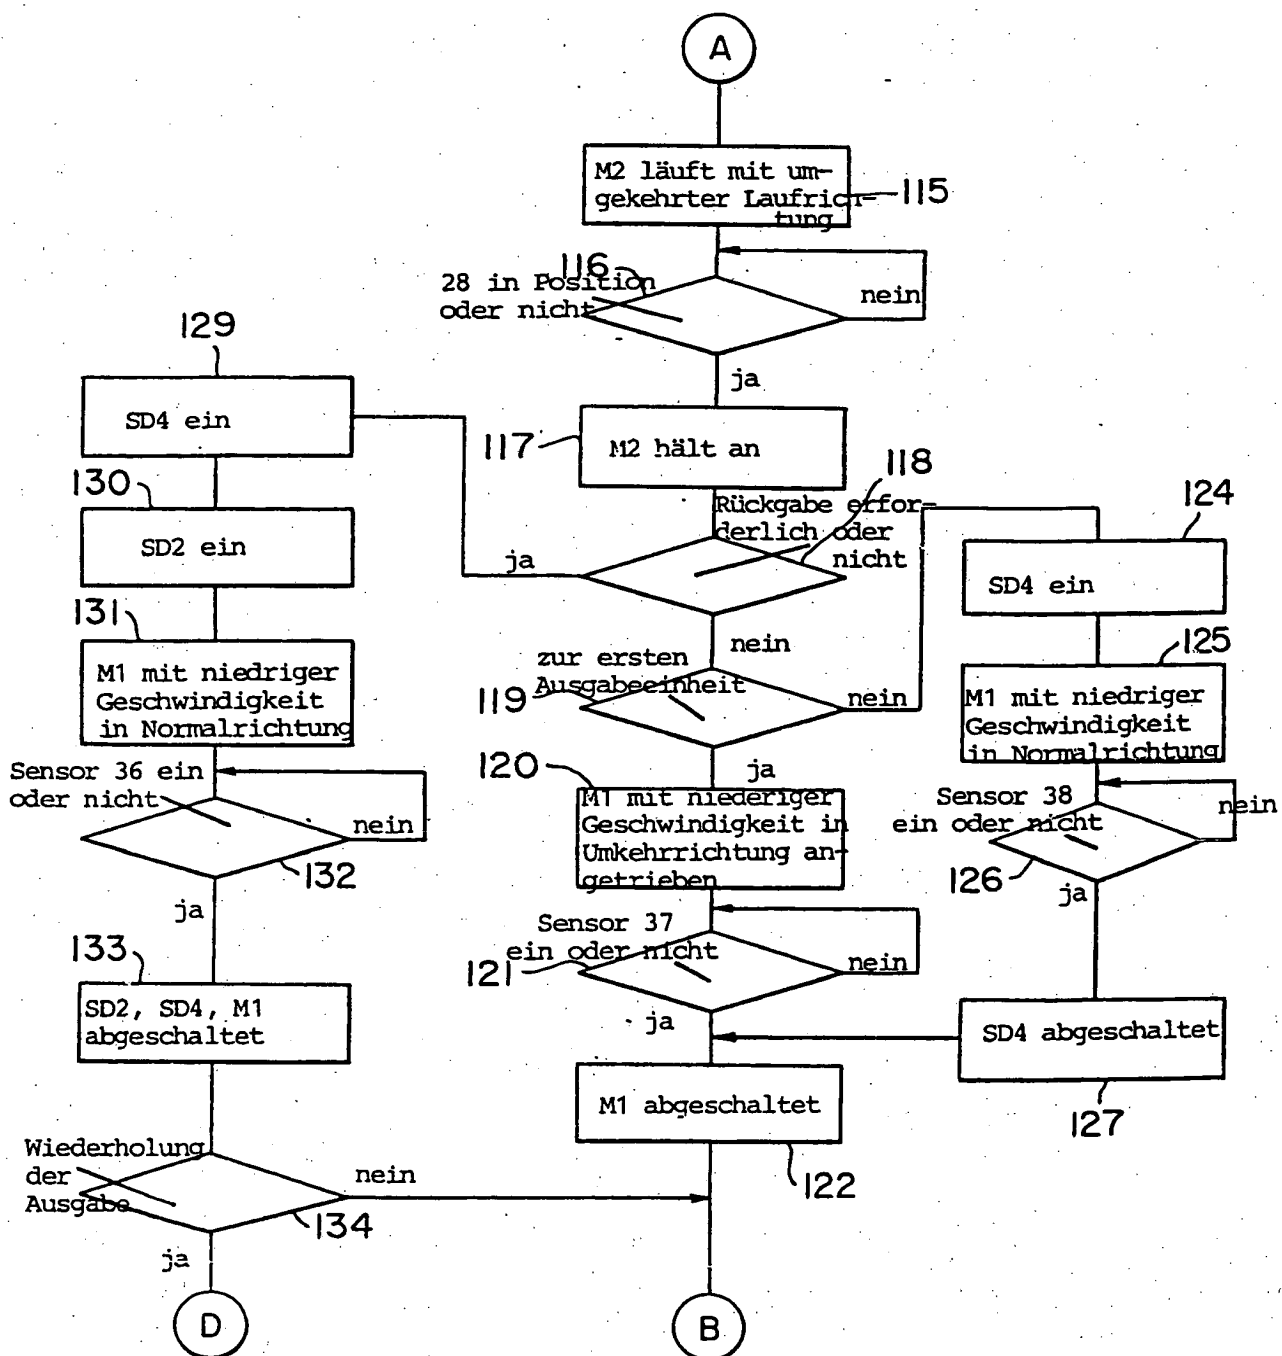 A
M2 läuft mit um-
gekehrter Laufrich-
tung
115
116
28 in Position
oder nicht
nein
ja
129
SD4 ein
117
M2 hält an
118
Rückgabe erfor-
derlich oder
nicht
ja
nein
124
SD4 ein
130
SD2 ein
131
M1 mit niedriger
Geschwindigkeit
in Normalrichtung
zur ersten
Ausgabeeinheit
119
nein
ja
125
M1 mit niedriger
Geschwindigkeit
in Normalrichtung
Sensor 36 ein
oder nicht
nein
132
ja
120
M1 mit niederiger
Geschwindigkeit in
Umkehrrichtung an-
getrieben
Sensor 38
ein oder nicht
nein
126
ja
Sensor 37
ein oder nicht
121
nein
ja
133
SD2, SD4, M1
abgeschaltet
SD4 abgeschaltet
127
M1 abgeschaltet
122
Wiederholung
der
Ausgabe
nein
134
ja
D
B